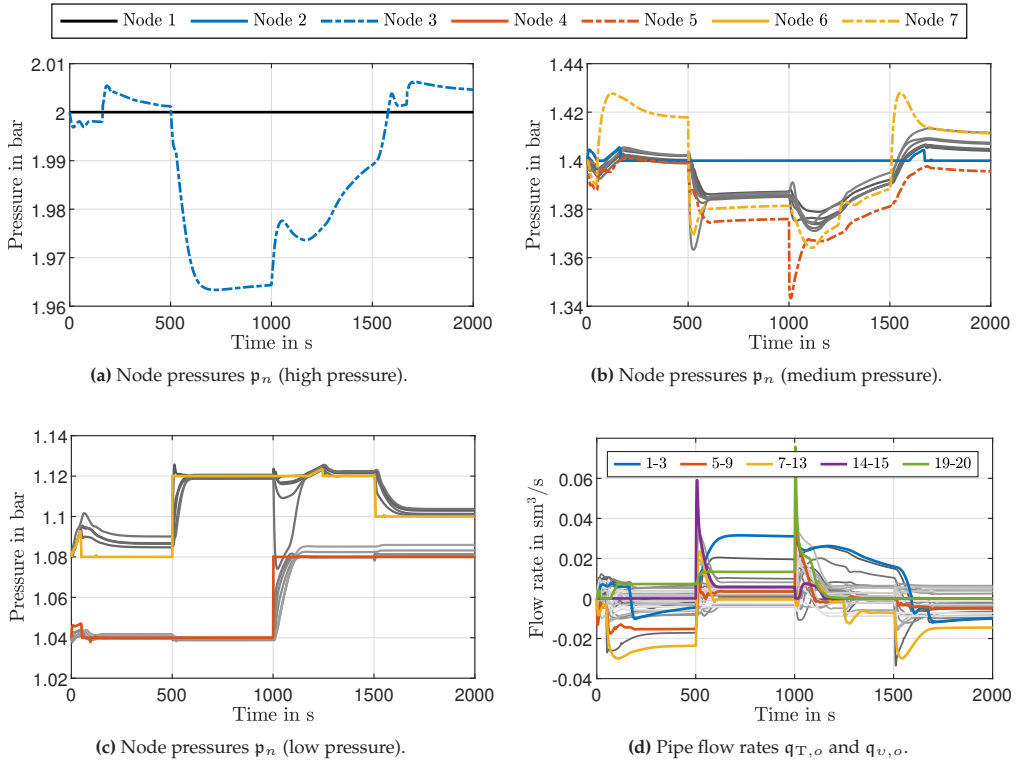 Node 1 Node 2 Node 3 Node 4 Node 5 Node 6 Node 7
2.01
2
1.99
1.98
1.97
1.96
Pressure in bar
0 500 1000 1500 2000
Time in s
(a) Node pressures 𝔭n (high pressure).
1.44
1.42
1.4
1.38
1.36
1.34
Pressure in bar
0 500 1000 1500 2000
Time in s
(b) Node pressures 𝔭n (medium pressure).
1.14
1.12
1.10
1.08
1.06
1.04
1.02
Pressure in bar
0 500 1000 1500 2000
Time in s
(c) Node pressures 𝔭n (low pressure).
1-3 5-9 7-13 14-15 19-20
0.06
0.04
0.02
0
-0.02
-0.04
Flow rate in sm³/s
0 500 1000 1500 2000
Time in s
(d) Pipe flow rates 𝔮T,o and 𝔮υ,o.